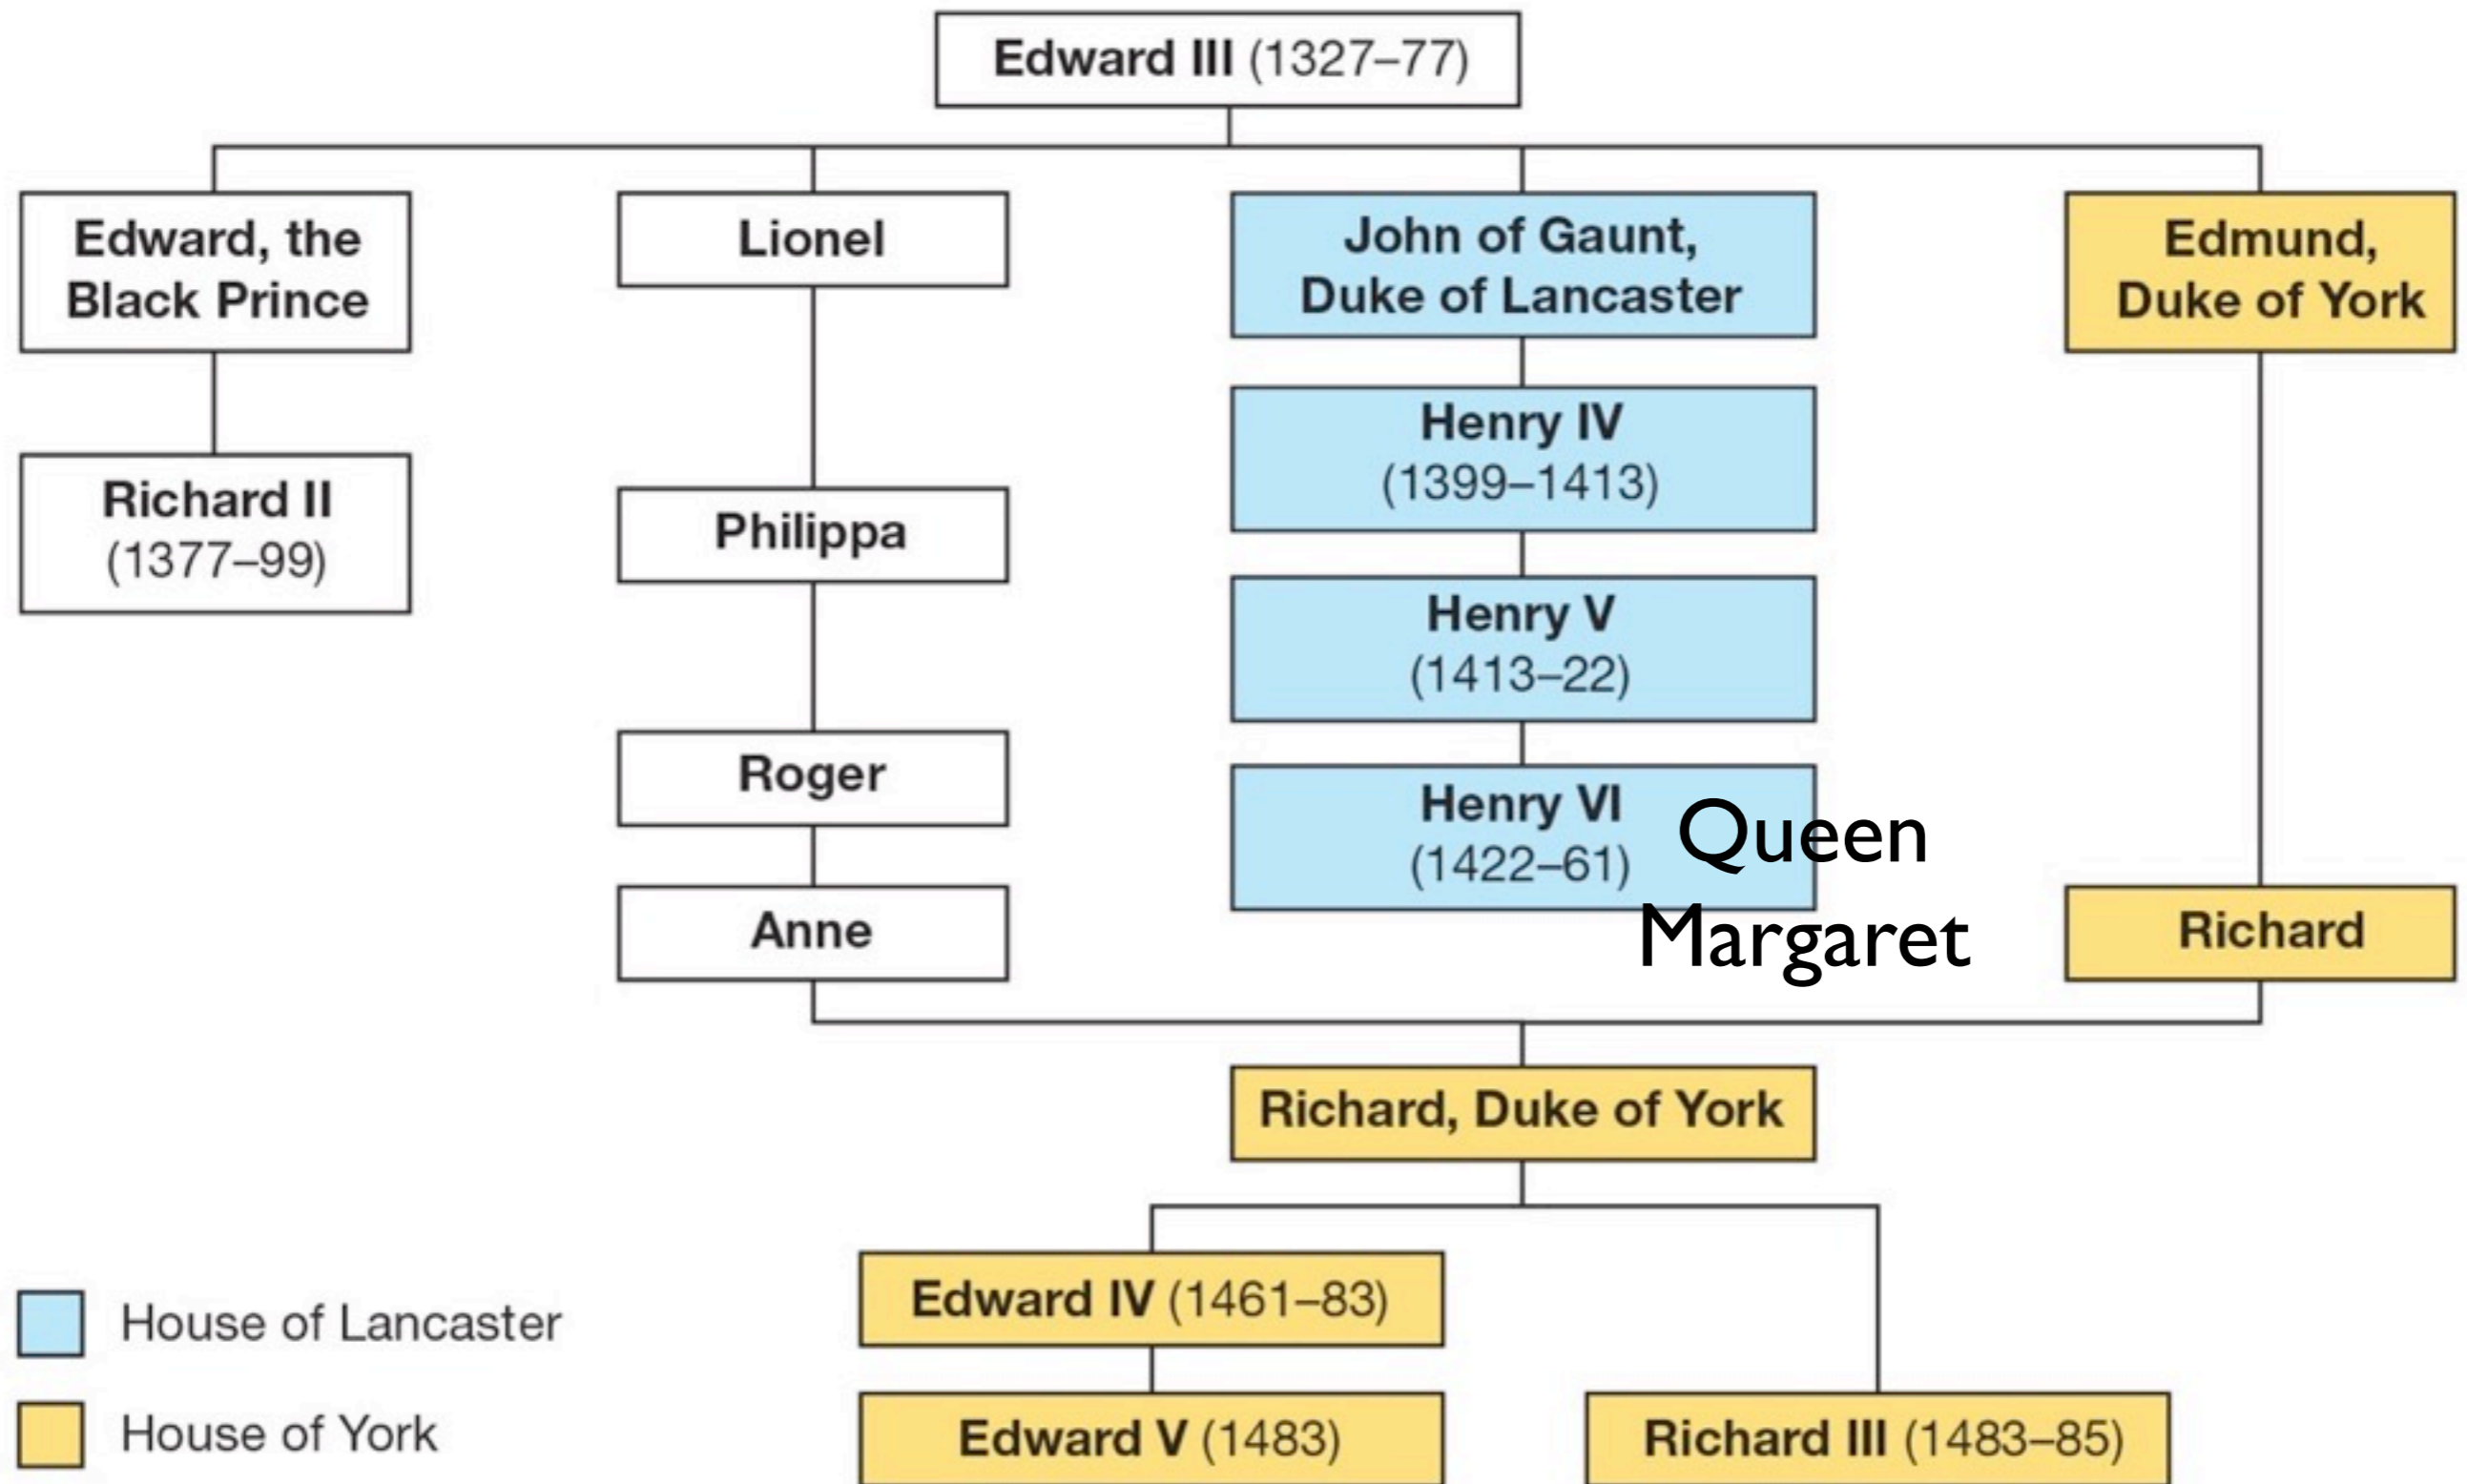 Edward III (1327–77)
Edward, the
Black Prince
Lionel
John of Gaunt,
Duke of Lancaster
Edmund,
Duke of York
Henry IV
(1399–1413)
Richard II
(1377–99)
Philippa
Henry V
(1413–22)
Roger
Henry VI
(1422–61)
Queen
Margaret
Anne
Richard
Richard, Duke of York
Edward IV (1461–83)
House of Lancaster
Edward V (1483)
Richard III (1483–85)
House of York